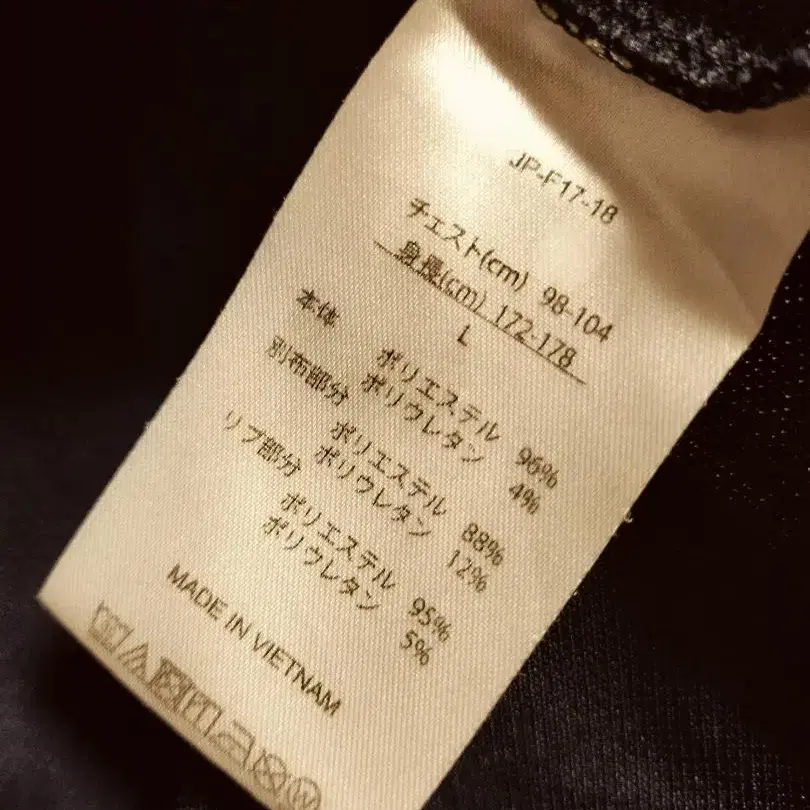 JP-F17-18
チェスト(cm) 98-104
身長(cm) 172-178
L
本体 ポリエステル 96%
ポリウレタン 4%
別布部分 ポリエステル 88%
ポリウレタン 12%
リブ部分 ポリエステル 95%
ポリウレタン 5%
MADE IN VIETNAM